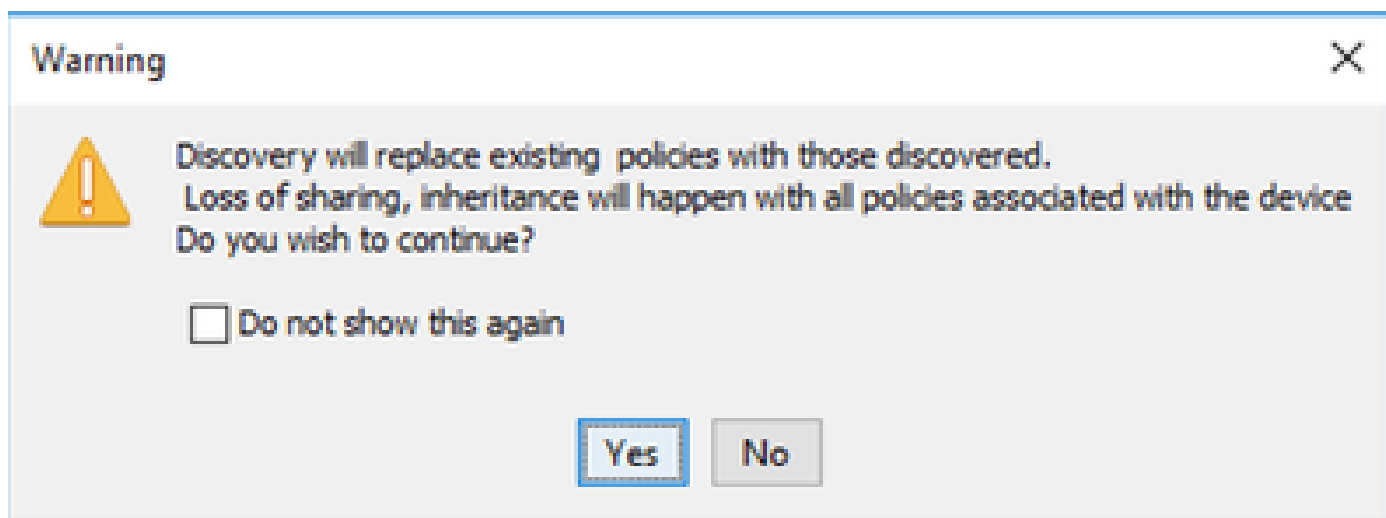 Warning
Discovery will replace existing  policies with those discovered.
Loss of sharing, inheritance will happen with all policies associated with the device
Do you wish to continue?
Do not show this again
Yes
No